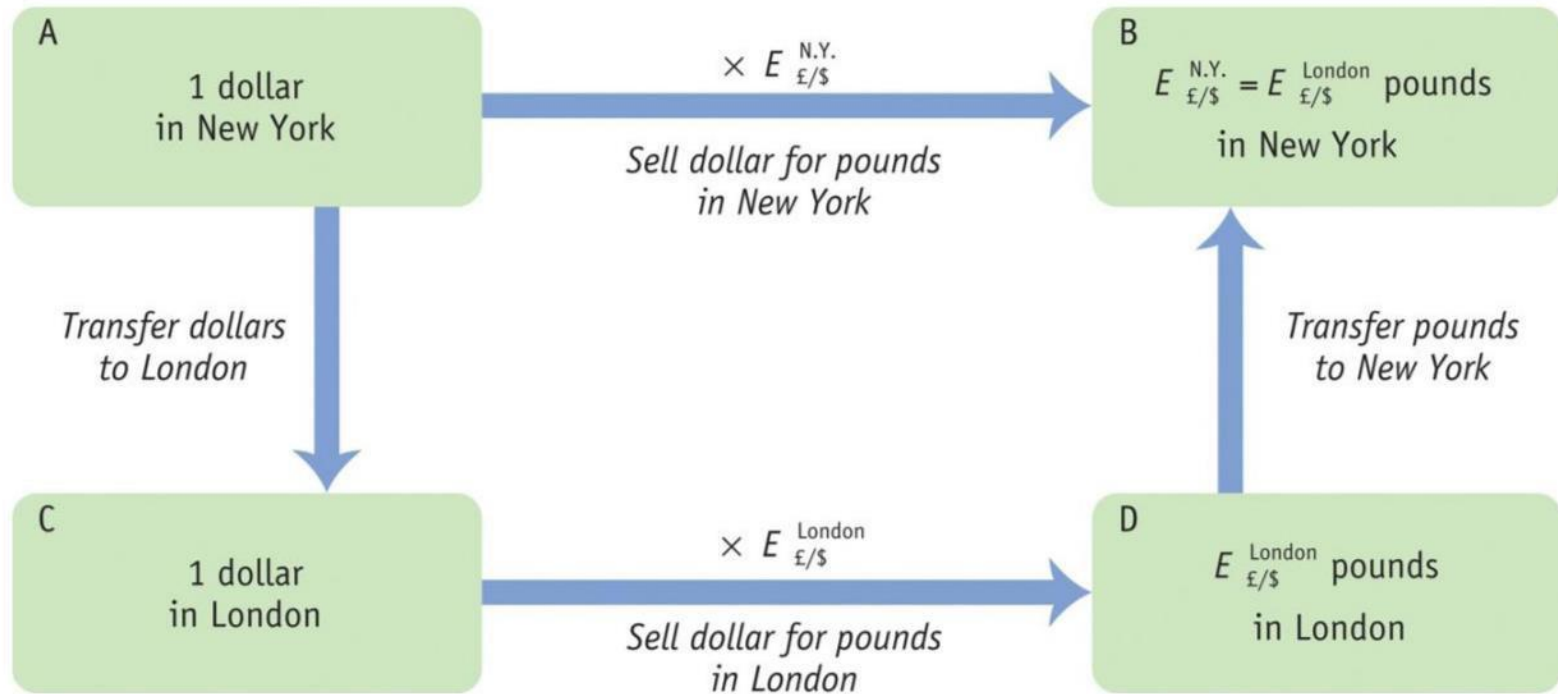 A
1 dollar
in New York
× E N.Y. £/$
Sell dollar for pounds
in New York
B
E N.Y. £/$ = E London £/$ pounds
in New York
Transfer dollars
to London
Transfer pounds
to New York
C
1 dollar
in London
× E London £/$
Sell dollar for pounds
in London
D
E London £/$ pounds
in London